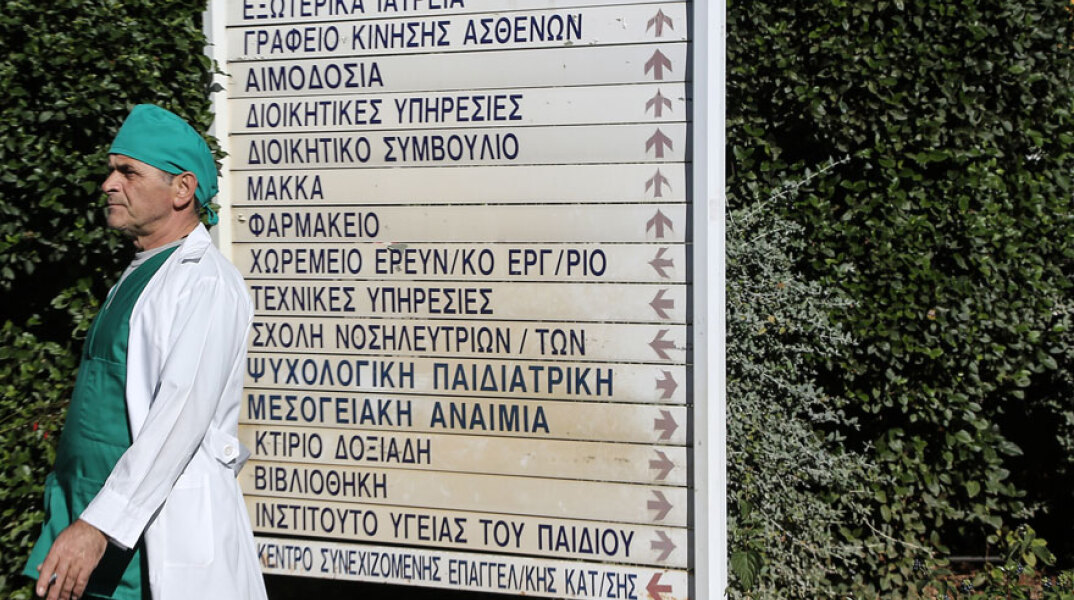 ΕΞΩΤΕΡΙΚΑ ΙΑΤΡΕΙΑ
ΓΡΑΦΕΙΟ ΚΙΝΗΣΗΣ ΑΣΘΕΝΩΝ
ΑΙΜΟΔΟΣΙΑ
ΔΙΟΙΚΗΤΙΚΕΣ ΥΠΗΡΕΣΙΕΣ
ΔΙΟΙΚΗΤΙΚΟ ΣΥΜΒΟΥΛΙΟ
ΜΑΚΚΑ
ΦΑΡΜΑΚΕΙΟ
ΧΩΡΕΜΕΙΟ ΕΡΕΥΝ/ΚΟ ΕΡΓ/ΡΙΟ
ΤΕΧΝΙΚΕΣ ΥΠΗΡΕΣΙΕΣ
ΣΧΟΛΗ ΝΟΣΗΛΕΥΤΡΙΩΝ / ΤΩΝ
ΨΥΧΟΛΟΓΙΚΗ ΠΑΙΔΙΑΤΡΙΚΗ
ΜΕΣΟΓΕΙΑΚΗ ΑΝΑΙΜΙΑ
ΚΤΙΡΙΟ ΔΟΞΙΑΔΗ
ΒΙΒΛΙΟΘΗΚΗ
ΙΝΣΤΙΤΟΥΤΟ ΥΓΕΙΑΣ ΤΟΥ ΠΑΙΔΙΟΥ
ΚΕΝΤΡΟ ΣΥΝΕΧΙΖΟΜΕΝΗΣ ΕΠΑΓΓΕΛ/ΚΗΣ ΚΑΤ/ΣΗΣ